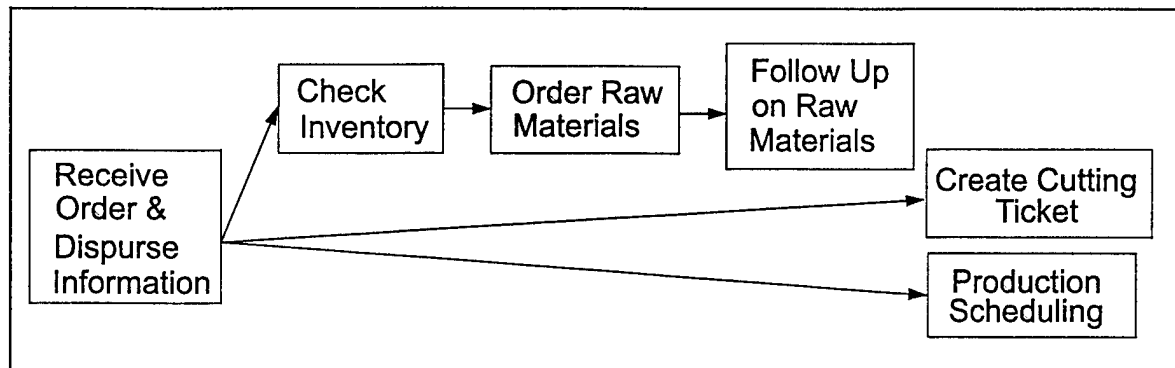 Receive
Order &
Dispurse
Information
Check
Inventory
Order Raw
Materials
Follow Up
on Raw
Materials
Create Cutting
Ticket
Production
Scheduling